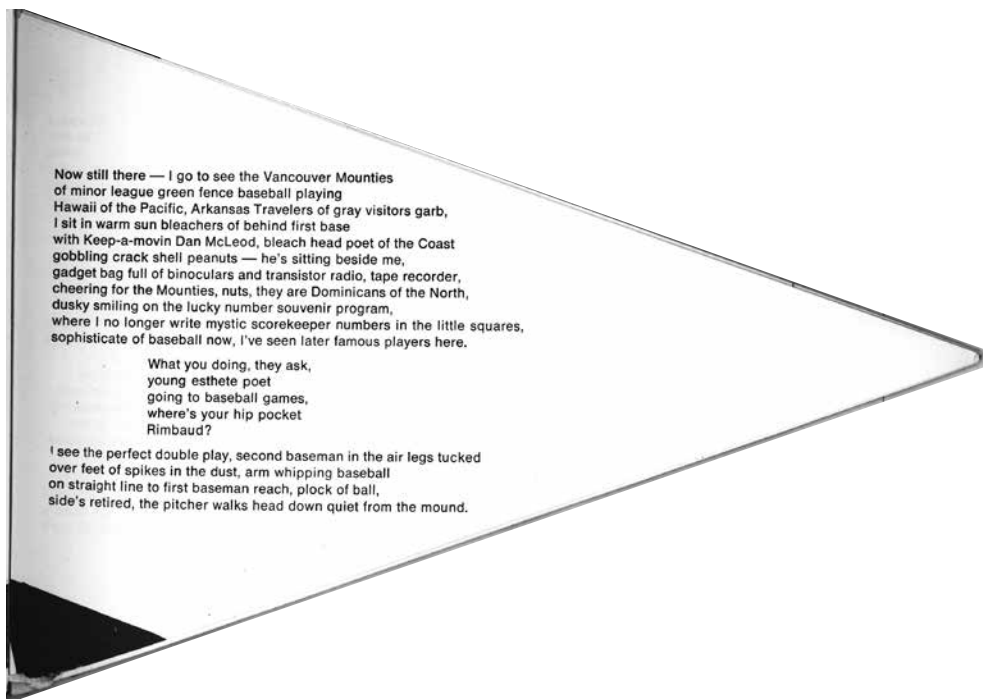 Now still there — I go to see the Vancouver Mounties
of minor league green fence baseball playing
Hawaii of the Pacific, Arkansas Travelers of gray visitors garb,
I sit in warm sun bleachers of behind first base
with Keep-a-movin Dan McLeod, bleach head poet of the Coast
gobbling crack shell peanuts — he's sitting beside me,
gadget bag full of binoculars and transistor radio, tape recorder,
cheering for the Mounties, nuts, they are Dominicans of the North,
dusky smiling on the lucky number souvenir program,
where I no longer write mystic scorekeeper numbers in the little squares,
sophisticate of baseball now, I've seen later famous players here.
What you doing, they ask,
young esthete poet
going to baseball games,
where's your hip pocket
Rimbaud?
I see the perfect double play, second baseman in the air legs tucked
over feet of spikes in the dust, arm whipping baseball
on straight line to first baseman reach, plock of ball,
side's retired, the pitcher walks head down quiet from the mound.